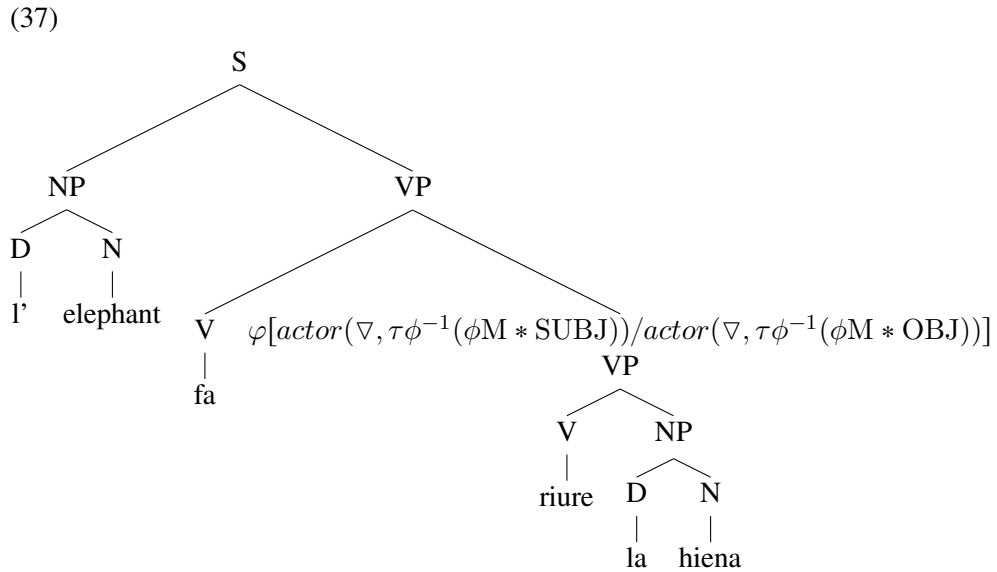 (37)
S
NP VP
D N
l' elephant V φ[actor(▽, τϕ⁻¹(ϕM ∗ SUBJ))/actor(▽, τϕ⁻¹(ϕM ∗ OBJ))]
VP
fa
V NP
riure D N
la hiena